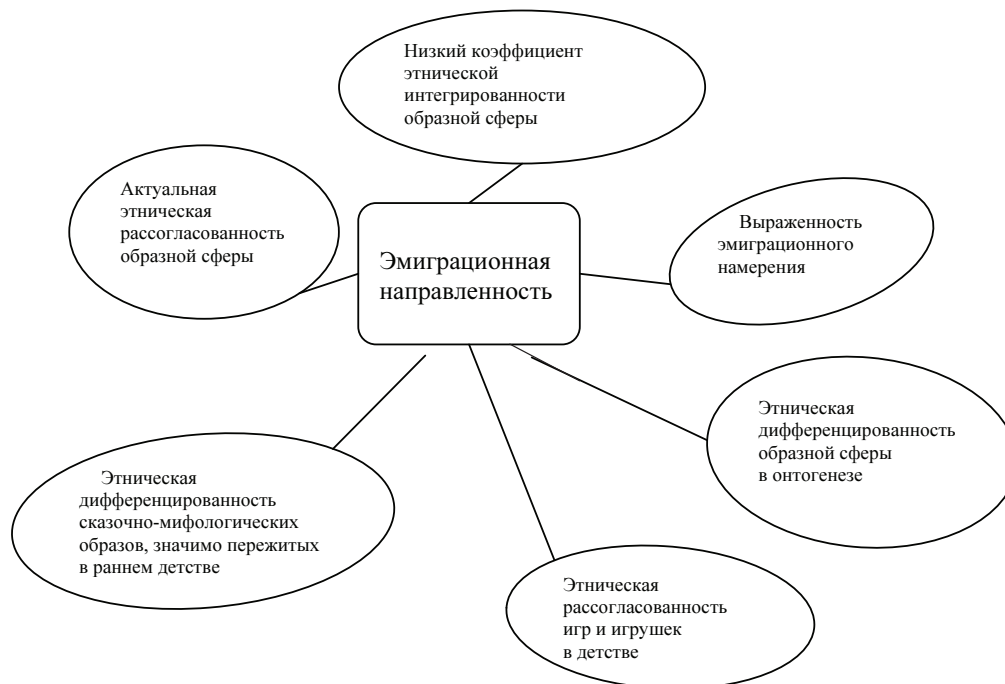 Низкий коэффициент
этнической
интегрированности
образной сферы
Актуальная
этническая
рассогласованность
образной сферы
Эмиграционная
направленность
Выраженность
эмиграционного
намерения
Этническая
дифференцированность
образной сферы
в онтогенезе
Этническая
дифференцированность
сказочно-мифологических
образов, значимо пережитых
в раннем детстве
Этническая
рассогласованность
игр и игрушек
в детстве